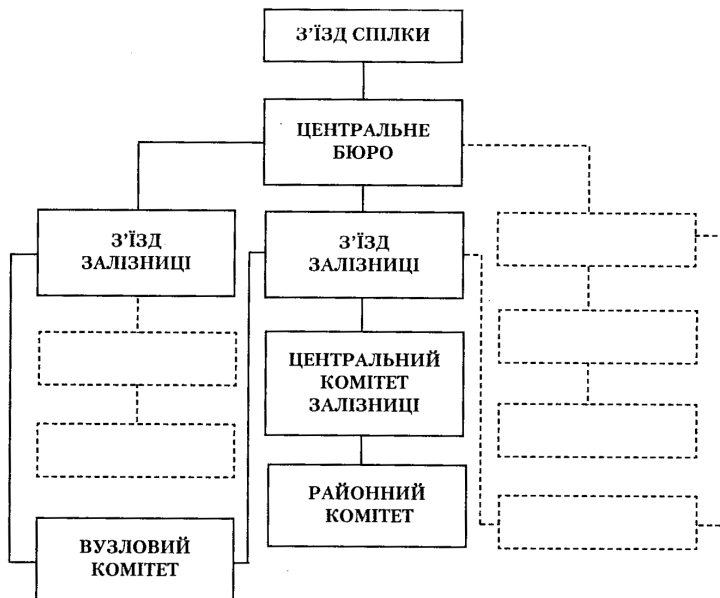 З'ЇЗД СПІЛКИ
ЦЕНТРАЛЬНЕ
БЮРО
З'ЇЗД
ЗАЛІЗНИЦІ
З'ЇЗД
ЗАЛІЗНИЦІ
ЦЕНТРАЛЬНИЙ
КОМІТЕТ
ЗАЛІЗНИЦІ
РАЙОННИЙ
КОМІТЕТ
ВУЗЛОВИЙ
КОМІТЕТ